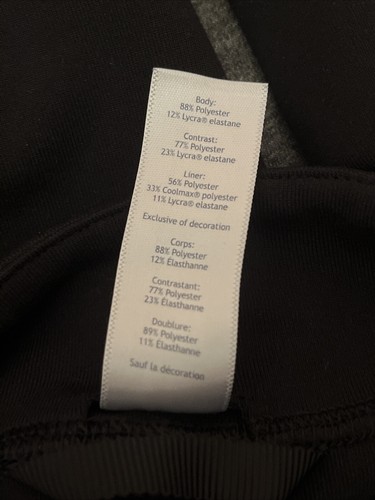 Body:
88% Polyester
12% Lycra® elastane
Contrast:
77% Polyester
23% Lycra® elastane
Liner:
56% Polyester
33% Coolmax® polyester
11% Lycra® elastane
Exclusive of decoration
Corps:
88% Polyester
12% Élasthanne
Contrastant:
77% Polyester
23% Élasthanne
Doublure:
89% Polyester
11% Élasthanne
Sauf la décoration